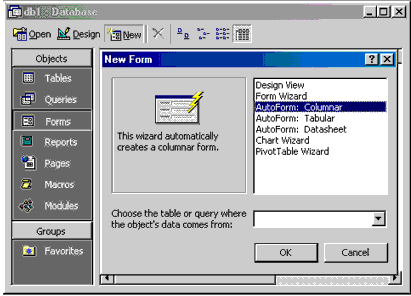 db1 : Database
Open Design New
Objects
Tables
Queries
Forms
Reports
Pages
Macros
Modules
Groups
Favorites
New Form
This wizard automatically
creates a columnar form.
Design View
Form Wizard
AutoForm: Columnar
AutoForm: Tabular
AutoForm: Datasheet
Chart Wizard
PivotTable Wizard
Choose the table or query where
the object's data comes from:
OK Cancel